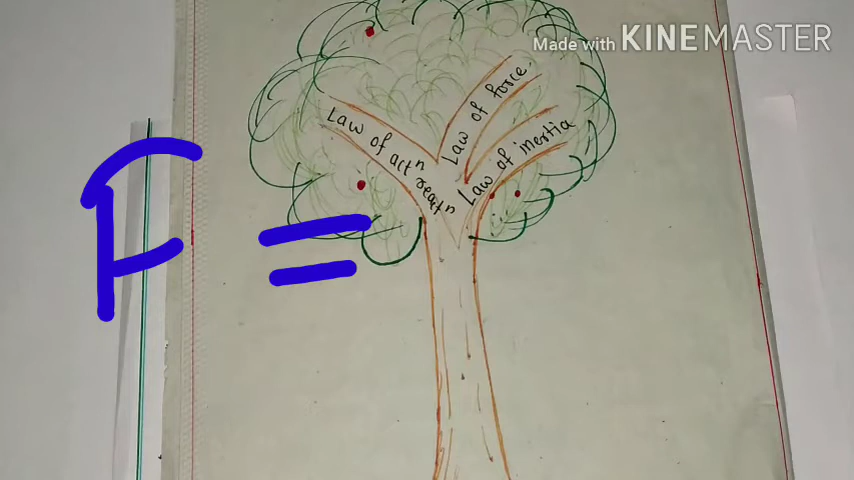 Made with KINEMASTER
Law of force.
Law of actⁿ
reactⁿ
Law of inertia
F =